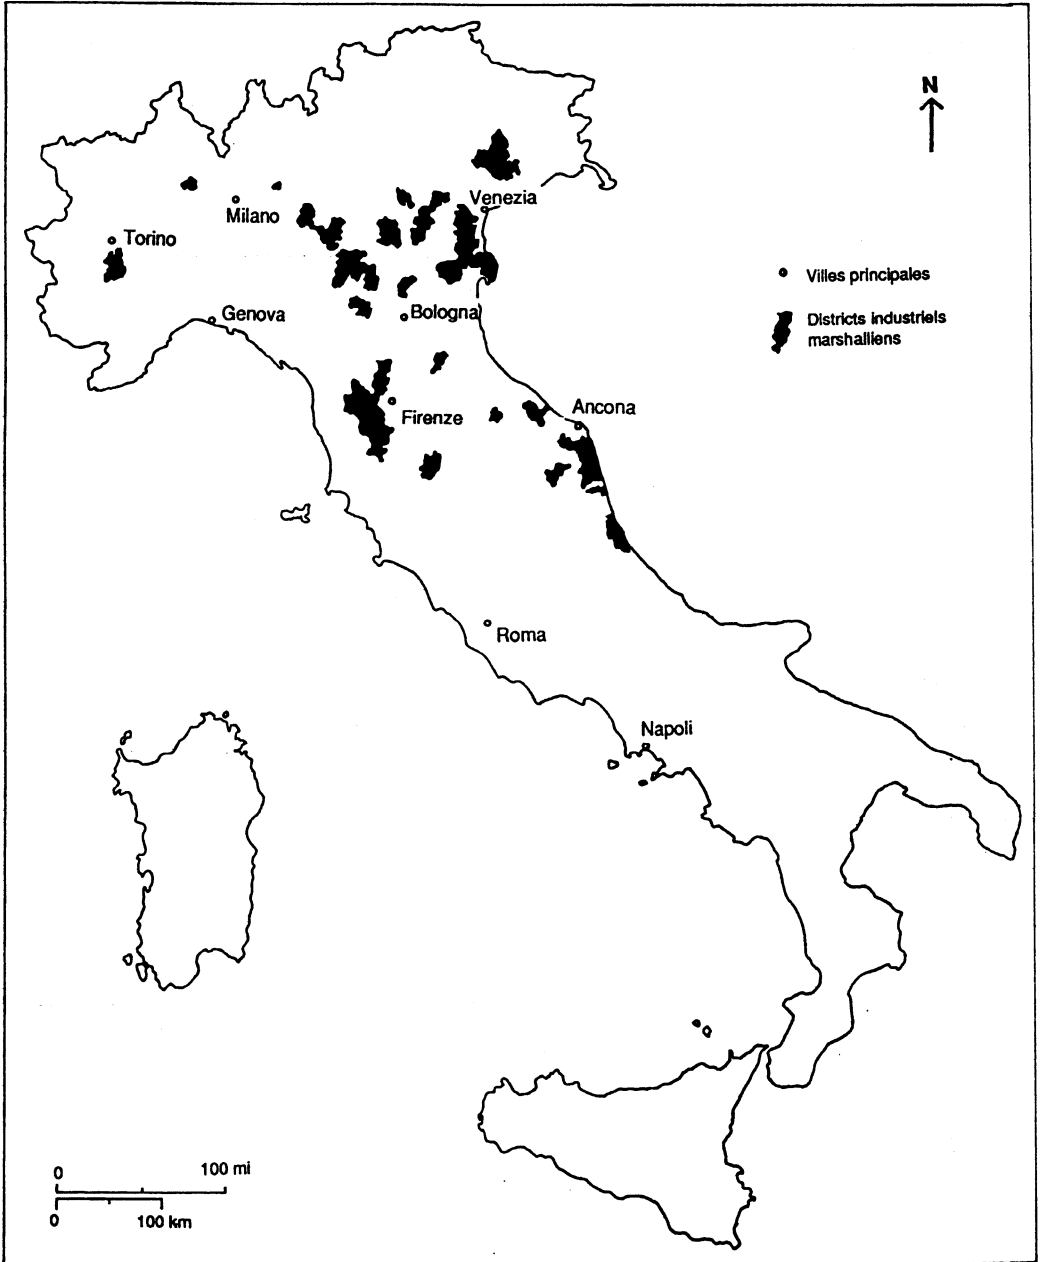 N
Venezia
Milano
Torino
Villes principales
Genova
Bologna
Districts industriels
marshalliens
Ancona
Firenze
Roma
Napoli
0 100 mi
0 100 km